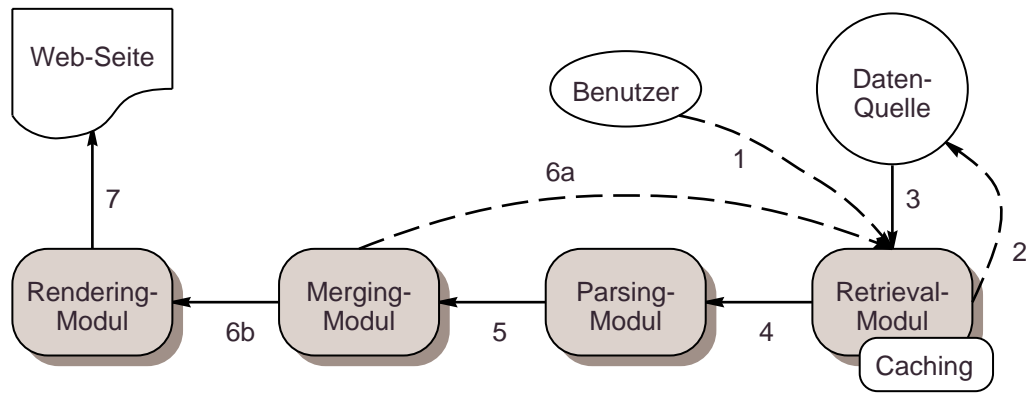 Web-Seite
Benutzer
Daten-
Quelle
1
6a
7
3
2
Rendering-
Modul
Merging-
Modul
Parsing-
Modul
Retrieval-
Modul
6b
5
4
Caching